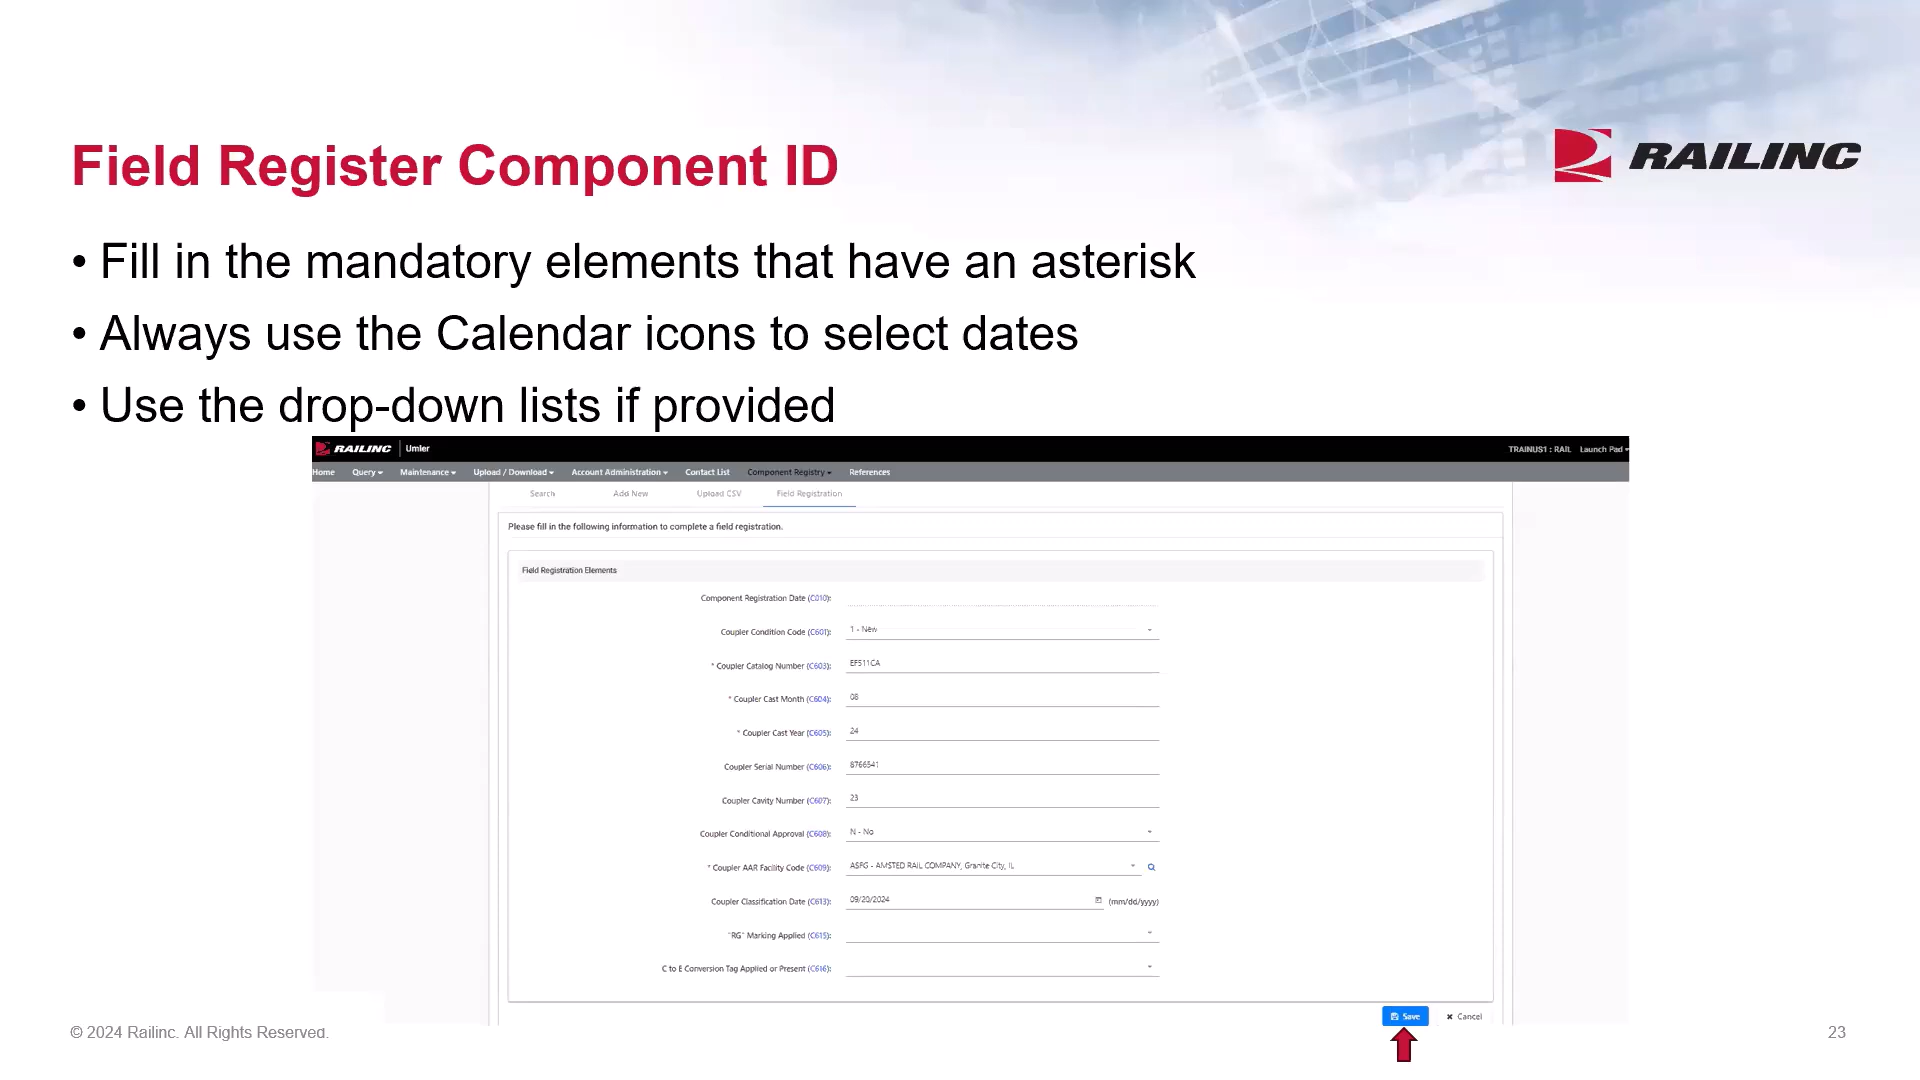 Field Register Component ID
RAILINC
• Fill in the mandatory elements that have an asterisk
• Always use the Calendar icons to select dates
• Use the drop-down lists if provided
RAILINC Umler TRAINUS1 : RAIL Launch Pad
Home Query Maintenance Upload / Download Account Administration Contact List Component Registry References
Search Add New Upload CSV Field Registration
Please fill in the following information to complete a field registration.
Field Registration Elements
Component Registration Date (C010):
Coupler Condition Code (C601): 1 - New
* Coupler Catalog Number (C603): EF511CA
* Coupler Cast Month (C604): 08
* Coupler Cast Year (C605): 24
Coupler Serial Number (C606): 8766541
Coupler Cavity Number (C607): 23
Coupler Conditional Approval (C608): N - No
* Coupler AAR Facility Code (C609): ASFG - AMSTED RAIL COMPANY, Granite City, IL
Coupler Classification Date (C613): 09/20/2024 (mm/dd/yyyy)
"RG" Marking Applied (C615):
C to E Conversion Tag Applied or Present (C616):
Save Cancel
© 2024 Railinc. All Rights Reserved.
23